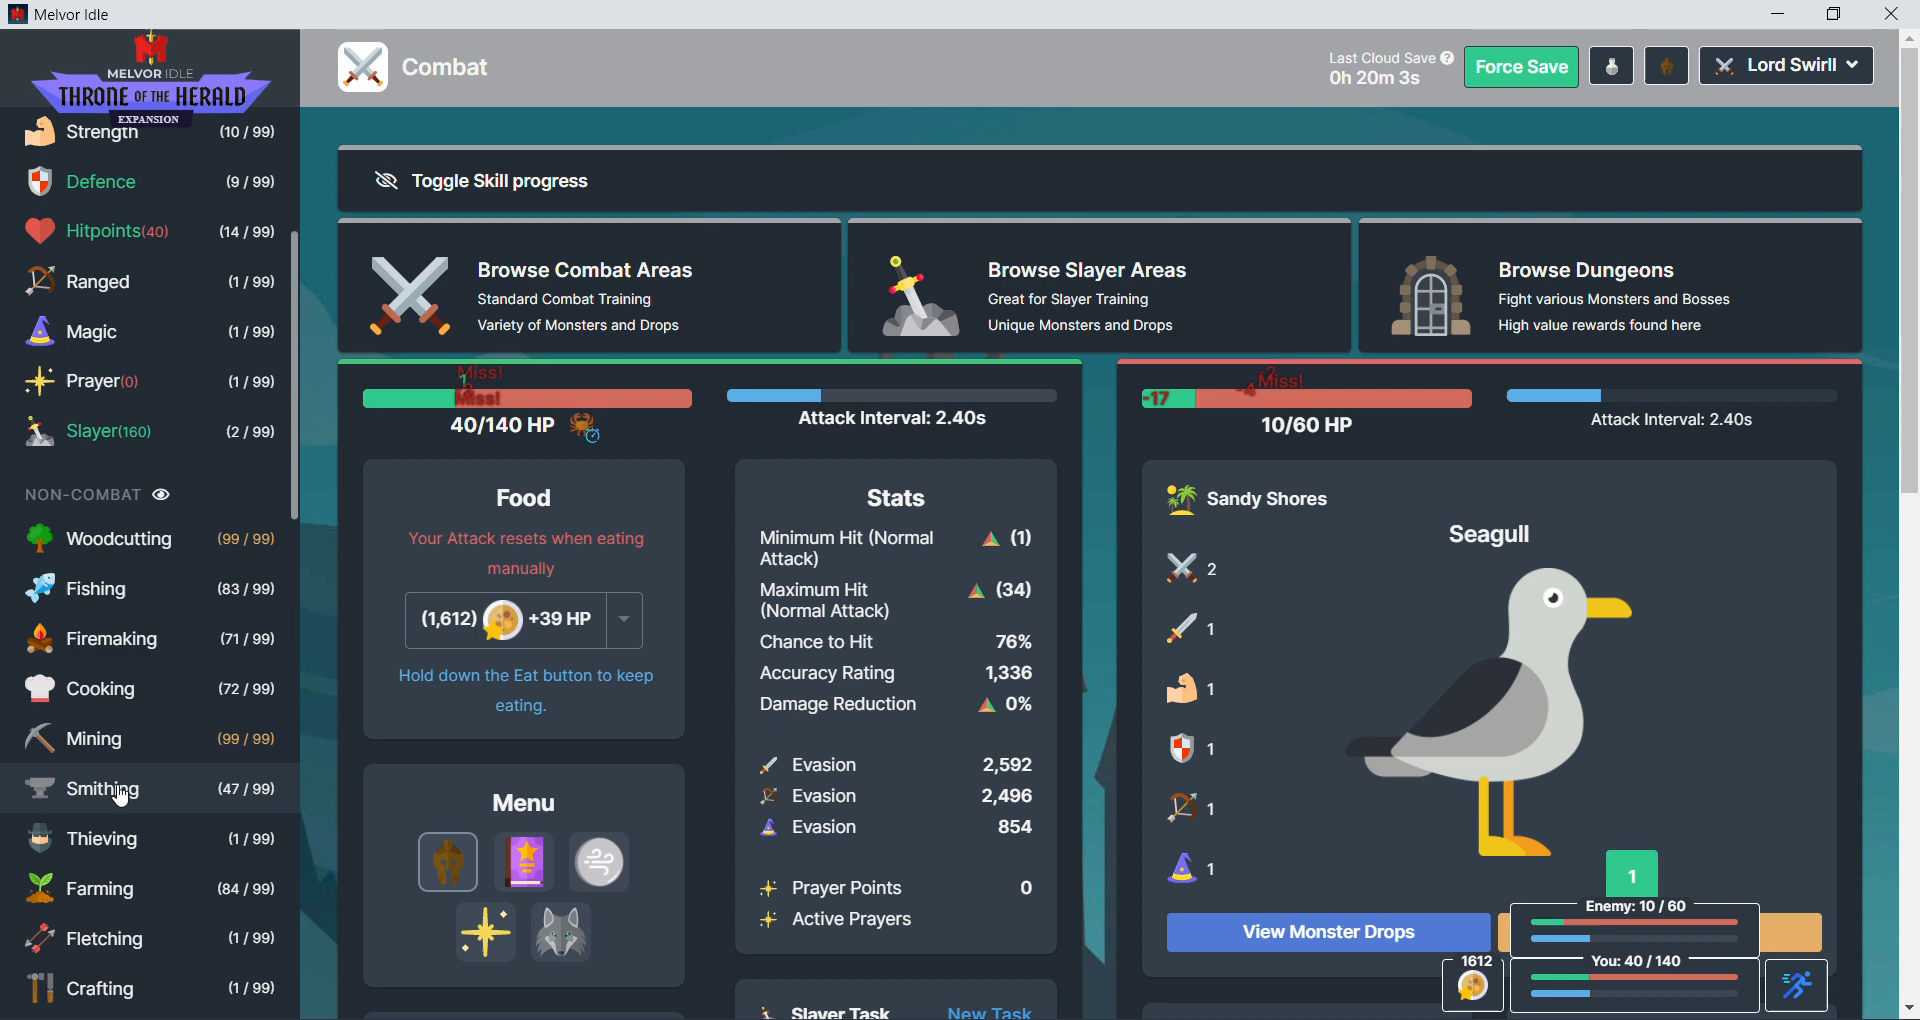 Melvor Idle
MELVOR IDLE
THRONE OF THE HERALD
EXPANSION
Strength (10 / 99)
Defence (9 / 99)
Hitpoints(40) (14 / 99)
Ranged (1 / 99)
Magic (1 / 99)
Prayer(0) (1 / 99)
Slayer(160) (2 / 99)
NON-COMBAT
Woodcutting (99 / 99)
Fishing (83 / 99)
Firemaking (71 / 99)
Cooking (72 / 99)
Mining (99 / 99)
Smithing (47 / 99)
Thieving (1 / 99)
Farming (84 / 99)
Fletching (1 / 99)
Crafting (1 / 99)
Combat
Last Cloud Save ?
0h 20m 3s
Force Save
Lord Swirll
Toggle Skill progress
Browse Combat Areas
Standard Combat Training
Variety of Monsters and Drops
Browse Slayer Areas
Great for Slayer Training
Unique Monsters and Drops
Browse Dungeons
Fight various Monsters and Bosses
High value rewards found here
Miss!
1
Miss!
40/140 HP
Attack Interval: 2.40s
Food
Your Attack resets when eating
manually
(1,612) +39 HP
Hold down the Eat button to keep
eating.
Menu
Stats
Minimum Hit (Normal
Attack) (1)
Maximum Hit
(Normal Attack) (34)
Chance to Hit 76%
Accuracy Rating 1,336
Damage Reduction 0%
Evasion 2,592
Evasion 2,496
Evasion 854
Prayer Points 0
Active Prayers
Slayer Task New Task
-2
Miss!
-4
-17
10/60 HP
Attack Interval: 2.40s
Sandy Shores
Seagull
2
1
1
1
1
1
View Monster Drops
1
Enemy: 10 / 60
You: 40 / 140
1612